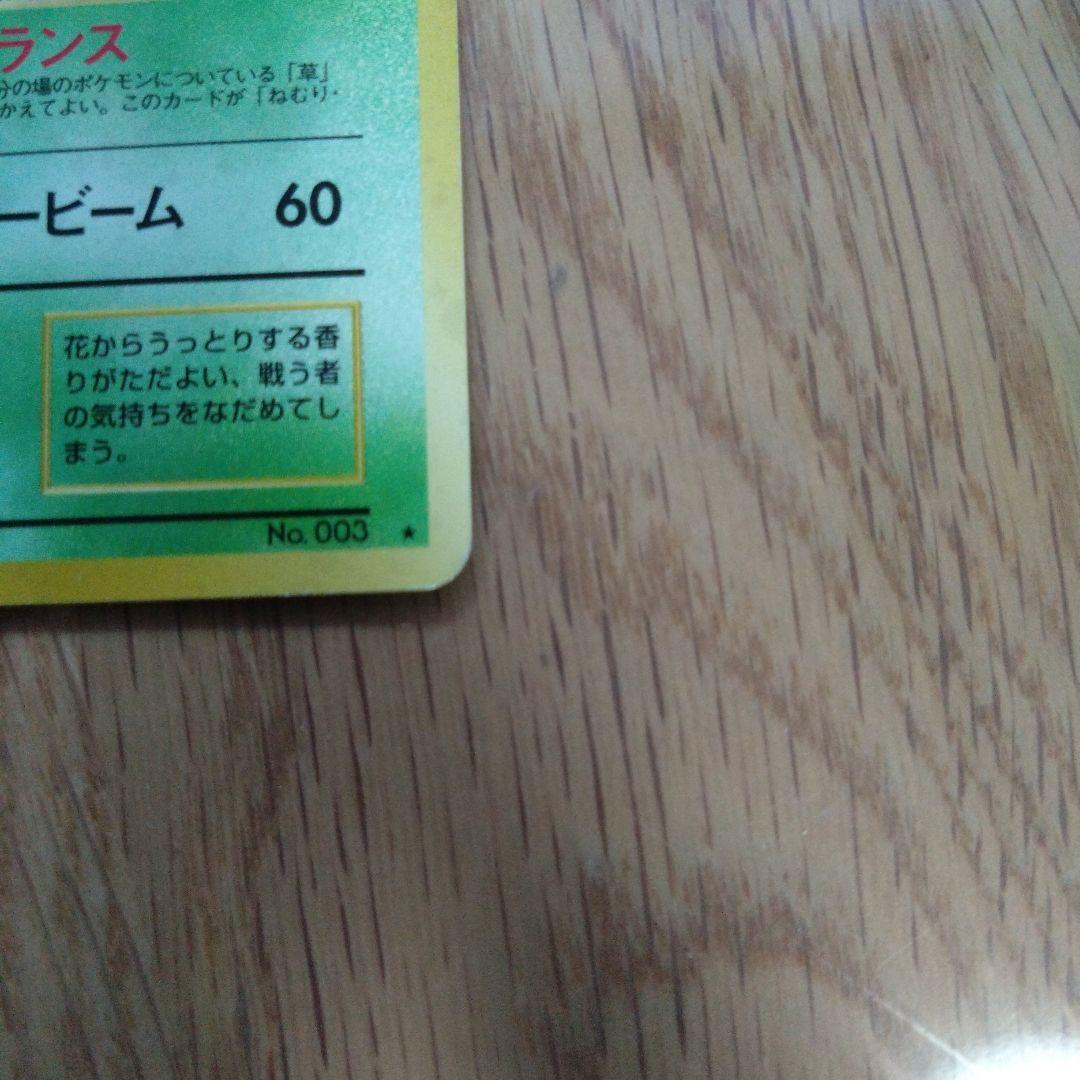 ランス
分の場のポケモンについている「草」
かえてよい。このカードが「ねむり・
ービーム 60
花からうっとりする香
りがただよい、戦う者
の気持ちをなだめてし
まう。
No. 003 ★